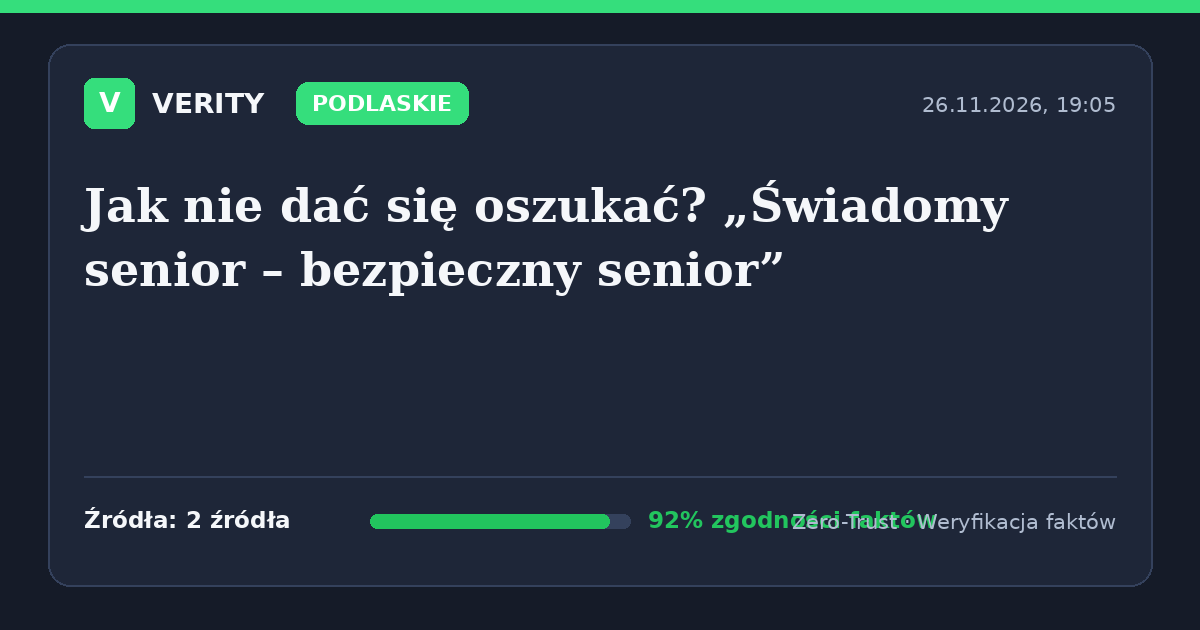 V VERITY PODLASKIE 26.11.2026, 19:05
Jak nie dać się oszukać? „Świadomy
senior – bezpieczny senior”
Źródła: 2 źródła 92% zgodności faktów Zero-Trust · Weryfikacja faktów